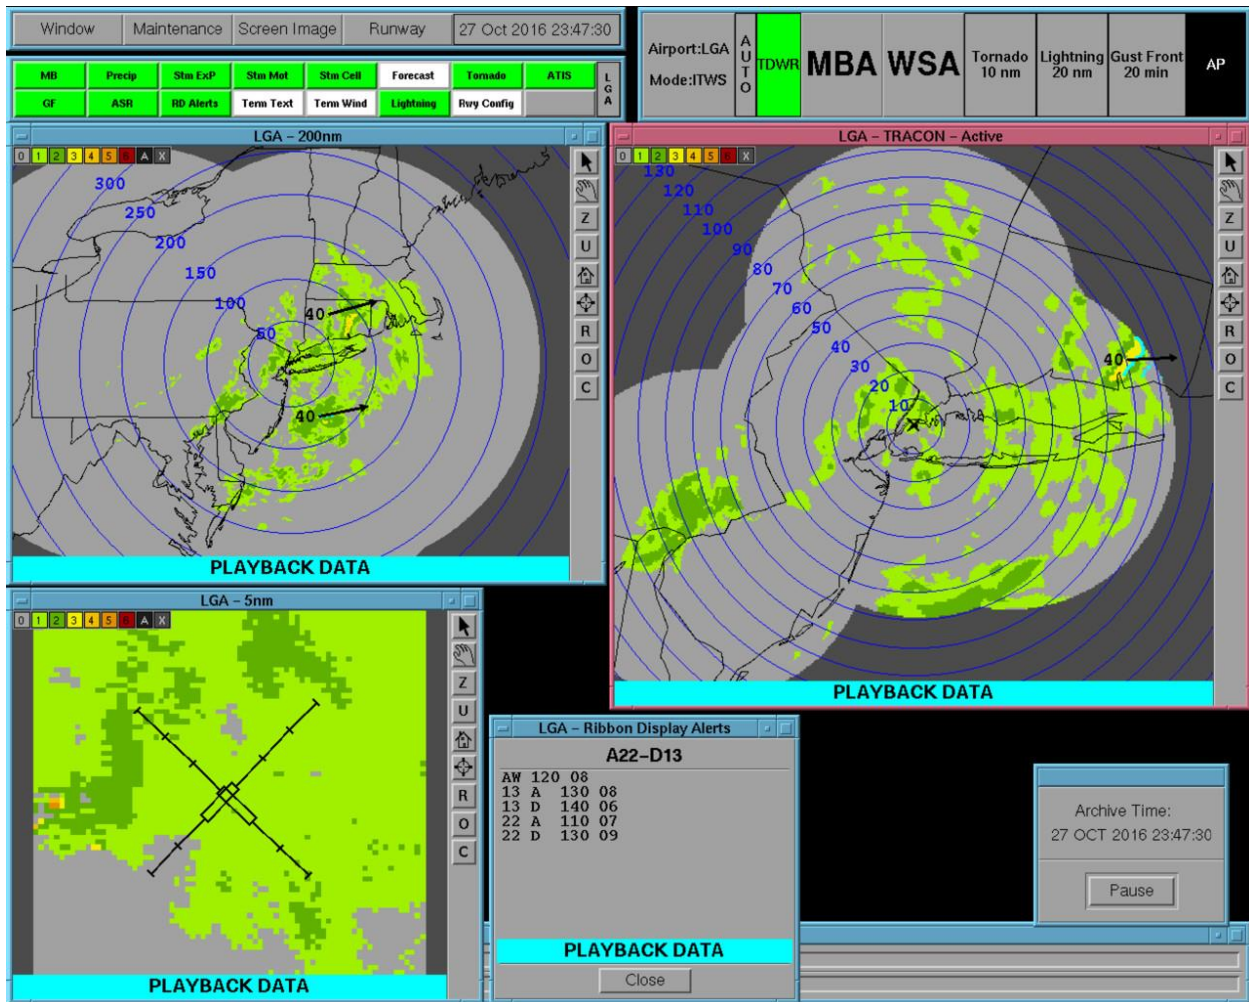 Window Maintenance Screen Image Runway 27 Oct 2016 23:47:30
MB Precip Stm ExP Stm Mot Stm Cell Forecast Tornado ATIS
GF ASR RD Alerts Term Text Term Wind Lightning Rwy Config
LGA
Airport:LGA
Mode:ITWS
AUTO
TDWR
MBA
WSA
Tornado
10 nm
Lightning
20 nm
Gust Front
20 min
AP
LGA – 200nm
0 1 2 3 4 5 6 A X
300
250
200
150
100
50
40
40
Z
U
R
O
C
PLAYBACK DATA
LGA – TRACON – Active
0 1 2 3 4 5 6 X
130
120
110
100
90
80
70
60
50
40
30
20
10
40
Z
U
R
O
C
PLAYBACK DATA
LGA – 5nm
0 1 2 3 4 5 6 A X
Z
U
R
O
C
PLAYBACK DATA
LGA – Ribbon Display Alerts
A22–D13
AW 120 08
13 A 130 08
13 D 140 06
22 A 110 07
22 D 130 09
PLAYBACK DATA
Close
Archive Time:
27 OCT 2016 23:47:30
Pause